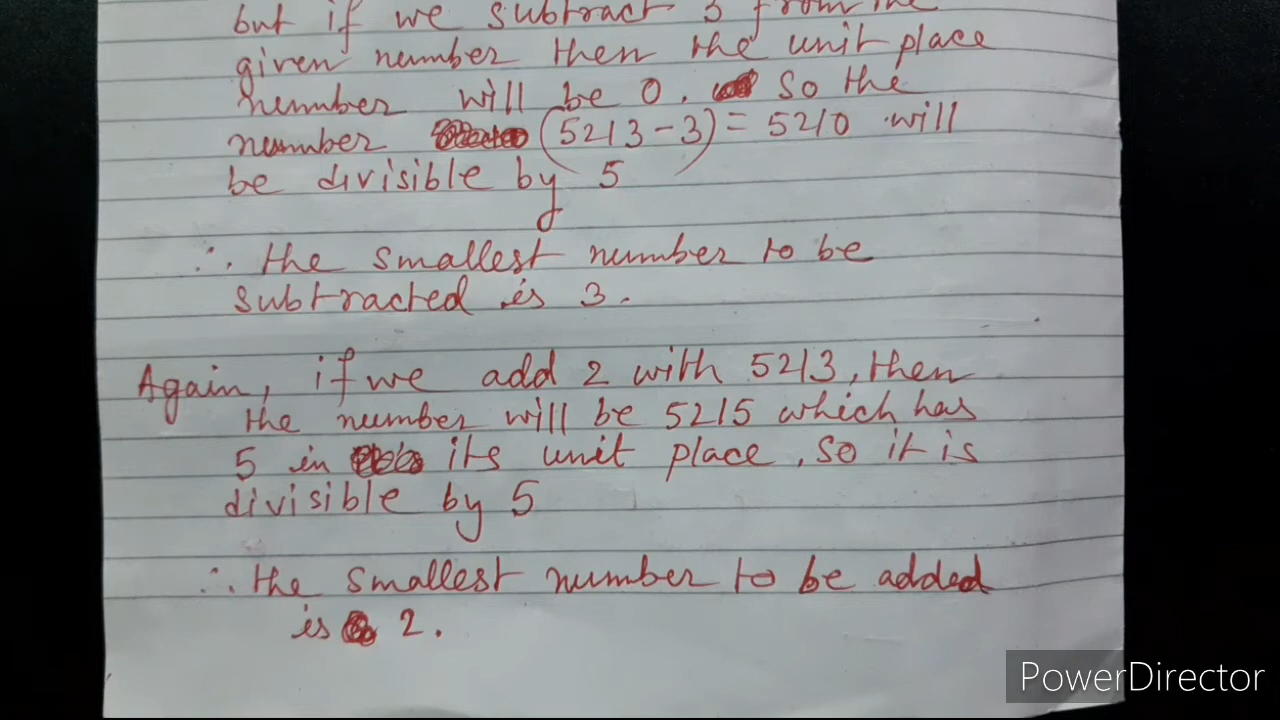 but if we subtract 3 from the
given number then the unit place
number will be 0. So the
number (5213-3) = 5210 will
be divisible by 5
∴ the smallest number to be
subtracted is 3.
Again, if we add 2 with 5213, then
the number will be 5215 which has
5 in its unit place, so it is
divisible by 5
∴ the smallest number to be added
is 2.
PowerDirector